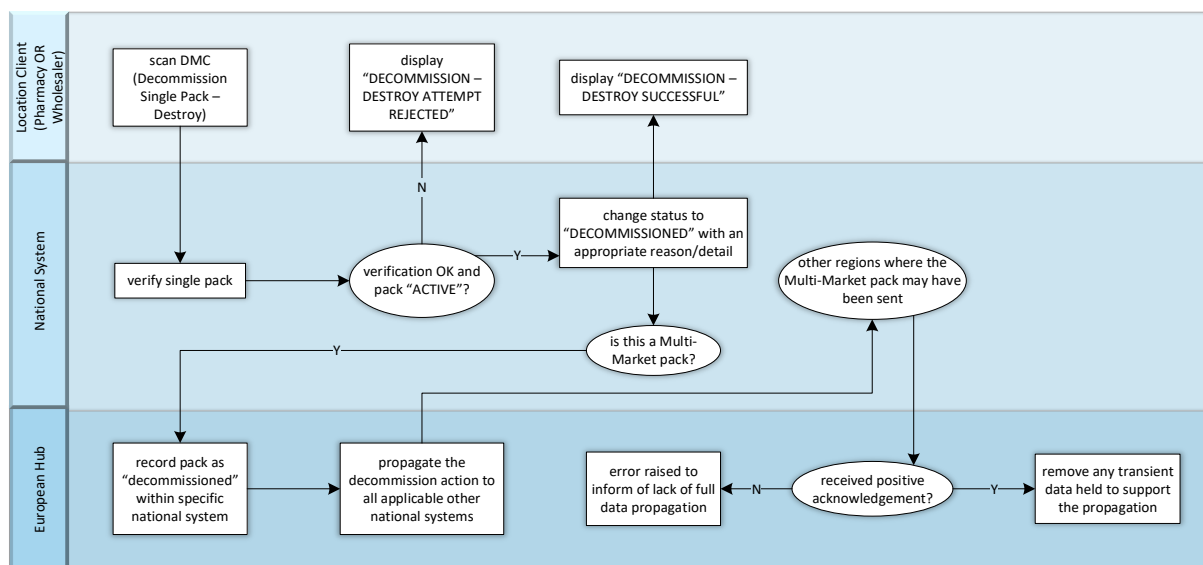 Location Client
(Pharmacy OR
Wholesaler)
scan DMC
(Decommission
Single Pack –
Destroy)
display
“DECOMMISSION –
DESTROY ATTEMPT
REJECTED”
display “DECOMMISSION –
DESTROY SUCCESSFUL”
National System
N
verify single pack
verification OK and
pack “ACTIVE”?
Y
change status to
“DECOMMISSIONED” with an
appropriate reason/detail
other regions where the
Multi-Market pack may have
been sent
is this a Multi-
Market pack?
Y
European Hub
record pack as
“decommissioned”
within specific
national system
propagate the
decommission action to
all applicable other
national systems
error raised to
inform of lack of full
data propagation
N
received positive
acknowledgement?
Y
remove any transient
data held to support
the propagation